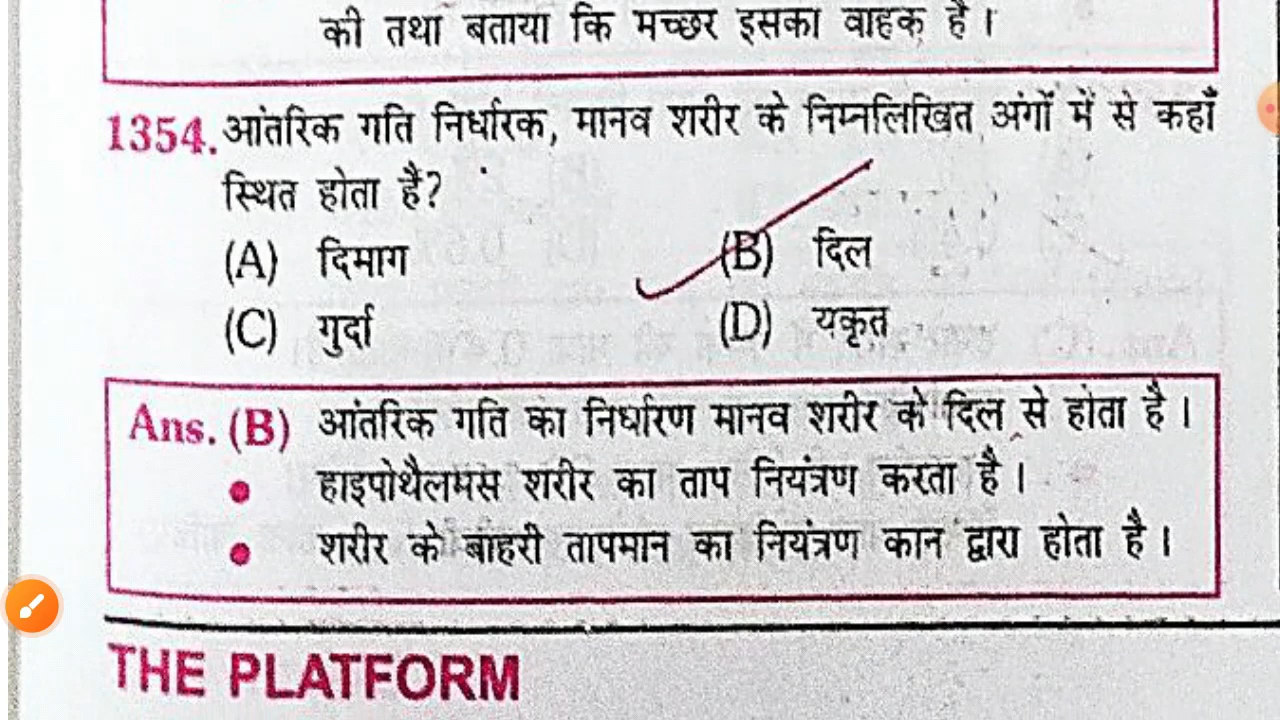 की तथा बताया कि मच्छर इसका वाहक है।
1354. आंतरिक गति निर्धारक, मानव शरीर के निम्नलिखित अंगों में से कहाँ
स्थित होता है?
(A) दिमाग (B) दिल
(C) गुर्दा (D) यकृत
Ans. (B) आंतरिक गति का निर्धारण मानव शरीर के दिल से होता है।
• हाइपोथैलमस शरीर का ताप नियंत्रण करता है।
• शरीर के बाहरी तापमान का नियंत्रण कान द्वारा होता है।
THE PLATFORM